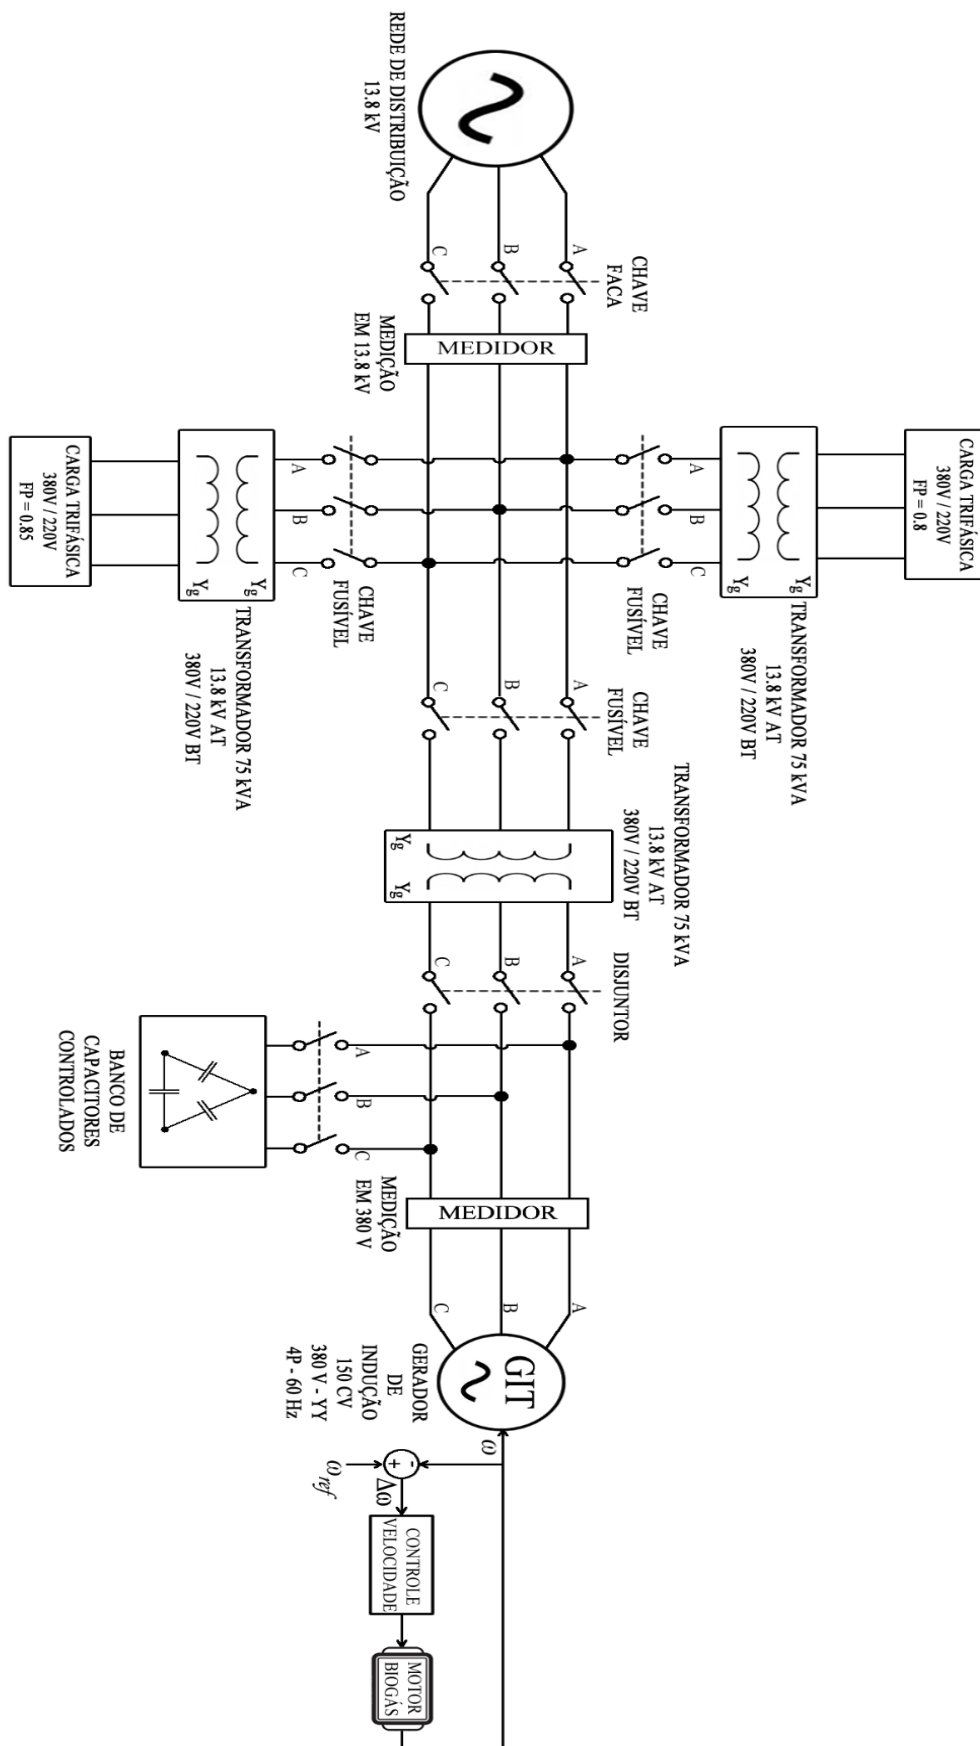 REDE DE DISTRIBUIÇÃO
13.8 kV
A
B
C
CHAVE
FACA
MEDIDOR
MEDIÇÃO
EM 13.8 kV
CARGA TRIFÁSICA
380V / 220V
FP = 0.8
Yg
Yg
TRANSFORMADOR 75 kVA
13.8 kV AT
380V / 220V BT
A
B
C
CHAVE
FUSÍVEL
CARGA TRIFÁSICA
380V / 220V
FP = 0.85
Yg
Yg
TRANSFORMADOR 75 kVA
13.8 kV AT
380V / 220V BT
A
B
C
CHAVE
FUSÍVEL
A
B
C
CHAVE
FUSÍVEL
TRANSFORMADOR 75 kVA
13.8 kV AT
380V / 220V BT
Yg
Yg
DISJUNTOR
A
B
C
A
B
C
BANCO DE
CAPACITORES
CONTROLADOS
MEDIDOR
MEDIÇÃO
EM 380 V
A
B
C
GIT
GERADOR
DE
INDUÇÃO
150 CV
380 V - YY
4P - 60 Hz
ω
-
+
ωref
Δω
CONTROLE
VELOCIDADE
MOTOR
BIOGÁS